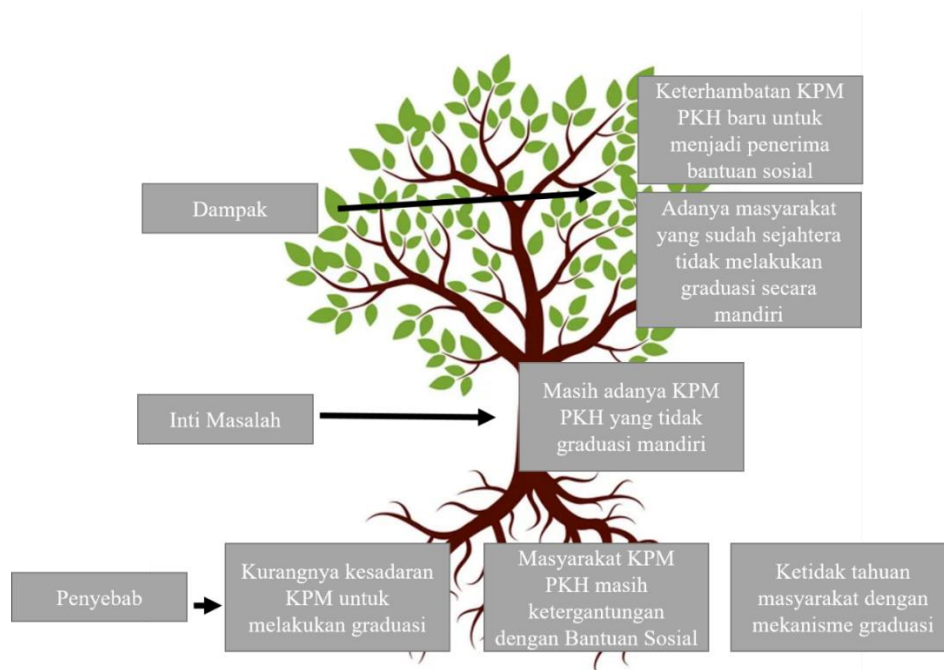 Keterhambatan KPM
PKH baru untuk
menjadi penerima
bantuan sosial
Dampak
Adanya masyarakat
yang sudah sejahtera
tidak melakukan
graduasi secara
mandiri
Inti Masalah
Masih adanya KPM
PKH yang tidak
graduasi mandiri
Penyebab
Kurangnya kesadaran
KPM untuk
melakukan graduasi
Masyarakat KPM
PKH masih
ketergantungan
dengan Bantuan Sosial
Ketidak tahuan
masyarakat dengan
mekanisme graduasi